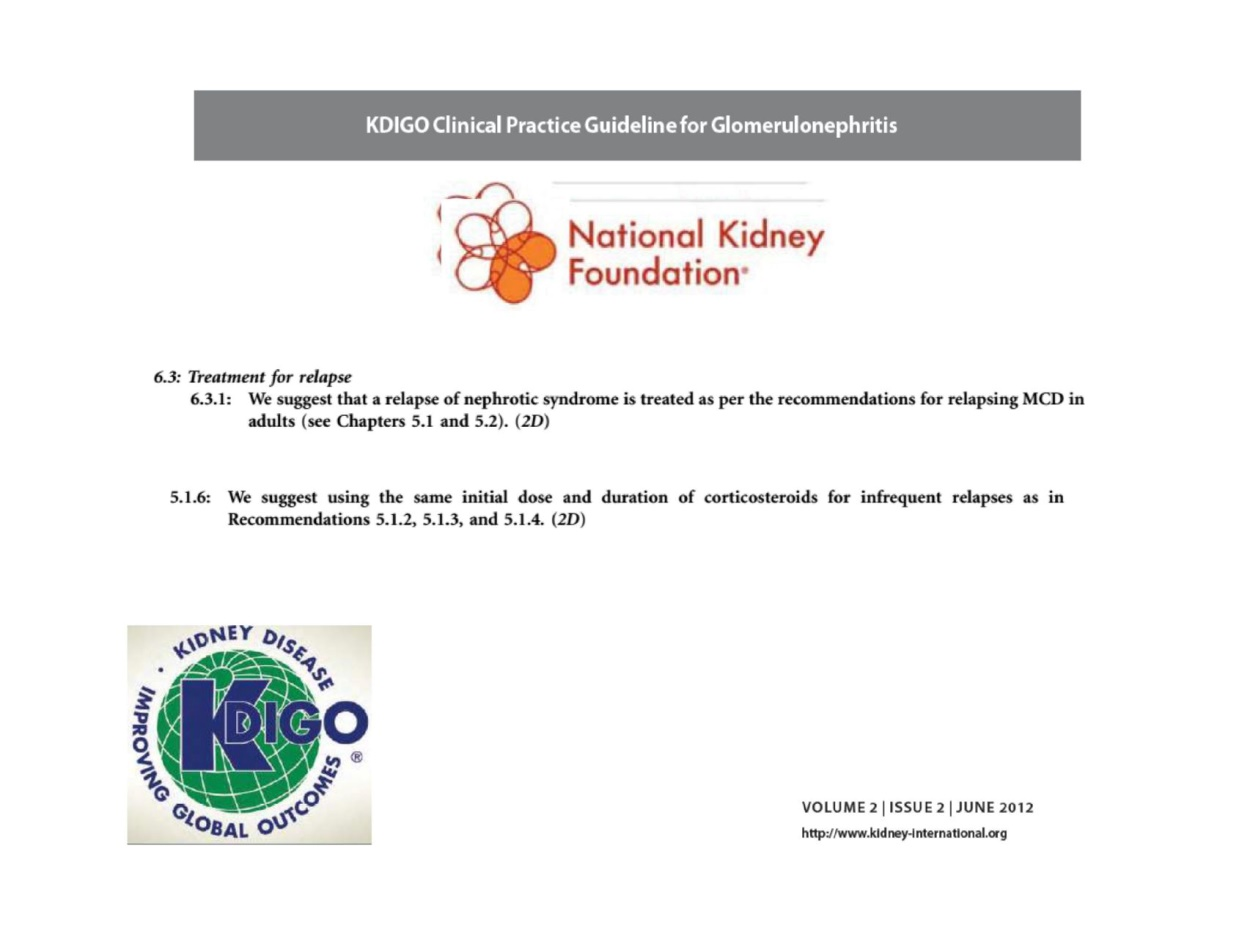 KDIGO Clinical Practice Guideline for Glomerulonephritis
National Kidney
Foundation®
6.3: Treatment for relapse
6.3.1: We suggest that a relapse of nephrotic syndrome is treated as per the recommendations for relapsing MCD in
adults (see Chapters 5.1 and 5.2). (2D)
5.1.6: We suggest using the same initial dose and duration of corticosteroids for infrequent relapses as in
Recommendations 5.1.2, 5.1.3, and 5.1.4. (2D)
· KIDNEY DISEASE
IMPROVING GLOBAL OUTCOMES
KDIGO
®
VOLUME 2 | ISSUE 2 | JUNE 2012
http://www.kidney-international.org